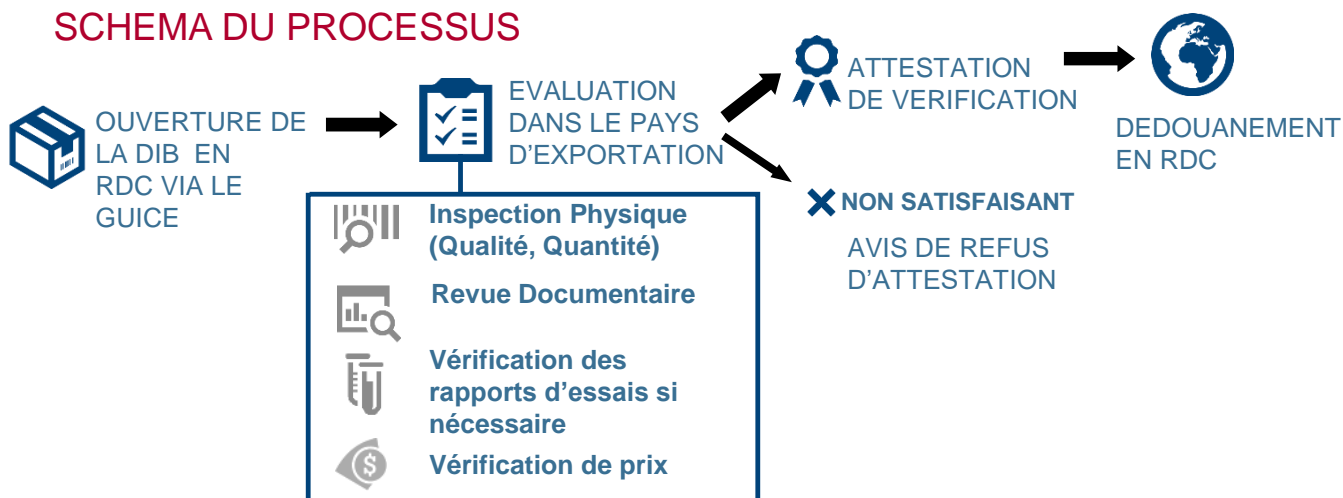 SCHEMA DU PROCESSUS
OUVERTURE DE
LA DIB EN
RDC VIA LE
GUICE
EVALUATION
DANS LE PAYS
D'EXPORTATION
ATTESTATION
DE VERIFICATION
DEDOUANEMENT
EN RDC
NON SATISFAISANT
AVIS DE REFUS
D'ATTESTATION
Inspection Physique
(Qualité, Quantité)
Revue Documentaire
Vérification des
rapports d'essais si
nécessaire
Vérification de prix